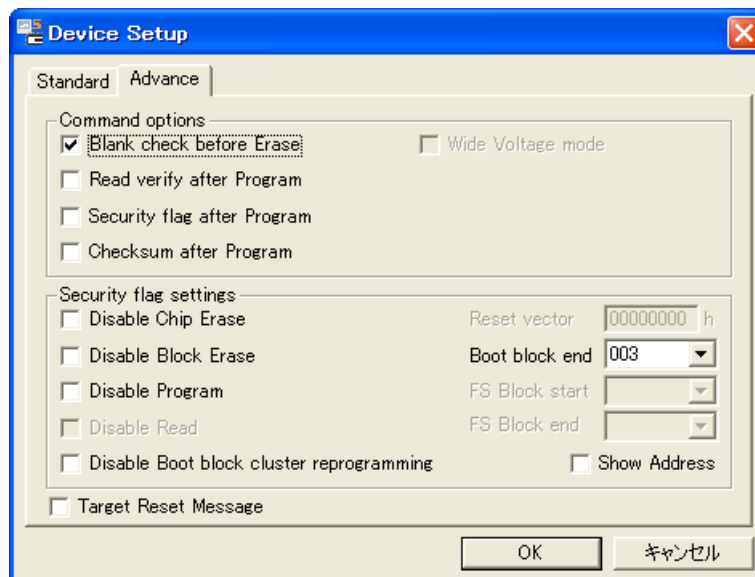 Device Setup
Standard Advance
Command options
Blank check before Erase Wide Voltage mode
Read verify after Program
Security flag after Program
Checksum after Program
Security flag settings
Disable Chip Erase Reset vector 00000000 h
Disable Block Erase Boot block end 003
Disable Program FS Block start
Disable Read FS Block end
Disable Boot block cluster reprogramming Show Address
Target Reset Message
OK キャンセル